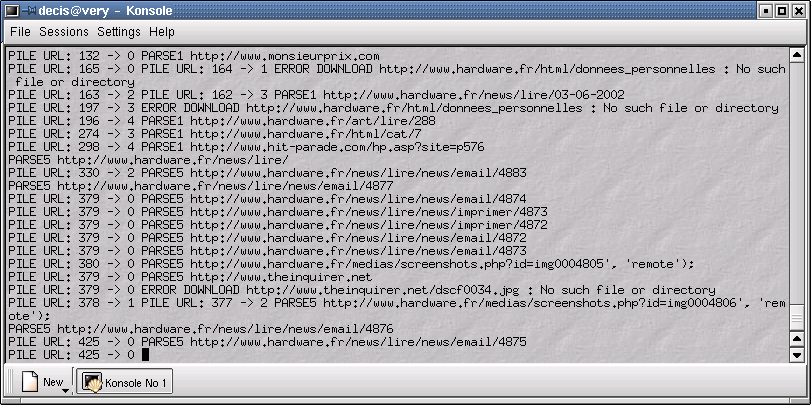 decis@very - Konsole
File Sessions Settings Help
PILE URL: 132 -> 0 PARSE1 http://www.monsieurprix.com
PILE URL: 165 -> 0 PILE URL: 164 -> 1 ERROR DOWNLOAD http://www.hardware.fr/html/donnees_personnelles : No such
 file or directory
PILE URL: 163 -> 2 PILE URL: 162 -> 3 PARSE1 http://www.hardware.fr/news/lire/03-06-2002
PILE URL: 197 -> 3 ERROR DOWNLOAD http://www.hardware.fr/html/donnees_personnelles : No such file or directory
PILE URL: 196 -> 4 PARSE1 http://www.hardware.fr/art/lire/288
PILE URL: 274 -> 3 PARSE1 http://www.hardware.fr/html/cat/7
PILE URL: 298 -> 4 PARSE1 http://www.hit-parade.com/hp.asp?site=p576
PARSE5 http://www.hardware.fr/news/lire/
PILE URL: 330 -> 2 PARSE5 http://www.hardware.fr/news/lire/news/email/4883
PARSE5 http://www.hardware.fr/news/lire/news/email/4877
PILE URL: 379 -> 0 PARSE5 http://www.hardware.fr/news/lire/news/email/4874
PILE URL: 379 -> 0 PARSE5 http://www.hardware.fr/news/lire/news/imprimer/4873
PILE URL: 379 -> 0 PARSE5 http://www.hardware.fr/news/lire/news/imprimer/4872
PILE URL: 379 -> 0 PARSE5 http://www.hardware.fr/news/lire/news/email/4872
PILE URL: 379 -> 0 PARSE5 http://www.hardware.fr/news/lire/news/email/4873
PILE URL: 380 -> 0 PARSE5 http://www.hardware.fr/medias/screenshots.php?id=img0004805', 'remote');
PILE URL: 379 -> 0 PARSE5 http://www.theinquirer.net
PILE URL: 379 -> 0 ERROR DOWNLOAD http://www.theinquirer.net/dscf0034.jpg : No such file or directory
PILE URL: 378 -> 1 PILE URL: 377 -> 2 PARSE5 http://www.hardware.fr/medias/screenshots.php?id=img0004806', 'rem
ote');
PARSE5 http://www.hardware.fr/news/lire/news/email/4876
PILE URL: 425 -> 0 PARSE5 http://www.hardware.fr/news/lire/news/email/4875
PILE URL: 425 -> 0
New Konsole No 1